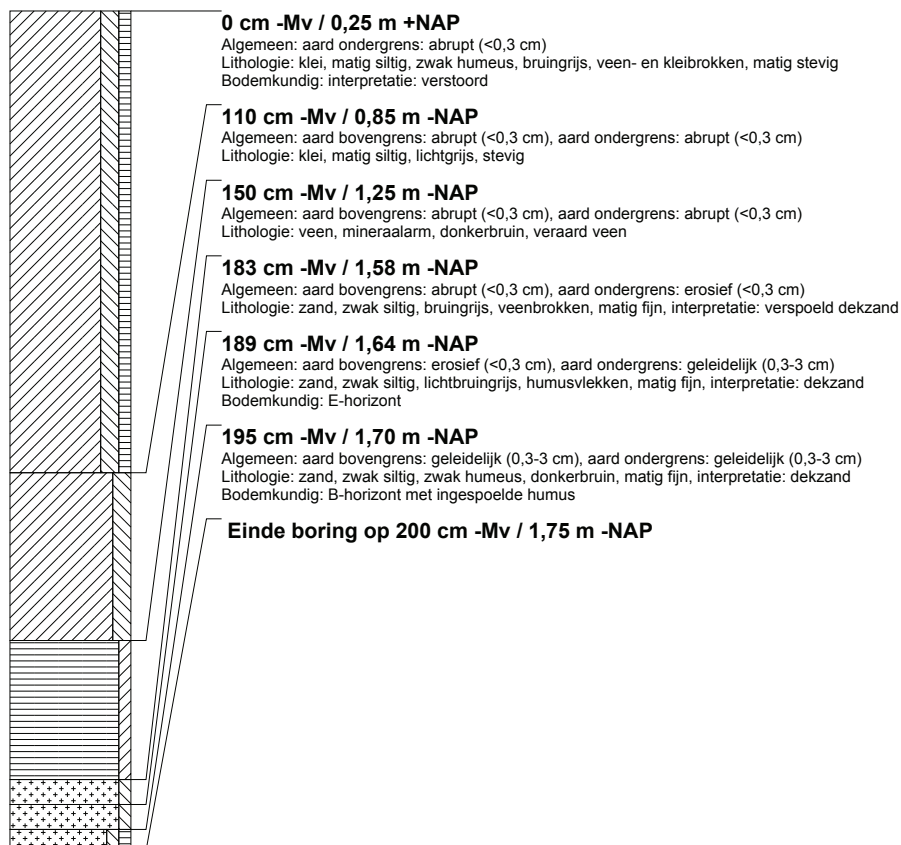 0 cm -Mv / 0,25 m +NAP
Algemeen: aard ondergrens: abrupt (<0,3 cm)
Lithologie: klei, matig siltig, zwak humeus, bruingrijs, veen- en kleibrokken, matig stevig
Bodemkundig: interpretatie: verstoord
110 cm -Mv / 0,85 m -NAP
Algemeen: aard bovengrens: abrupt (<0,3 cm), aard ondergrens: abrupt (<0,3 cm)
Lithologie: klei, matig siltig, lichtgrijs, stevig
150 cm -Mv / 1,25 m -NAP
Algemeen: aard bovengrens: abrupt (<0,3 cm), aard ondergrens: abrupt (<0,3 cm)
Lithologie: veen, mineraalarm, donkerbruin, veraard veen
183 cm -Mv / 1,58 m -NAP
Algemeen: aard bovengrens: abrupt (<0,3 cm), aard ondergrens: erosief (<0,3 cm)
Lithologie: zand, zwak siltig, bruingrijs, veenbrokken, matig fijn, interpretatie: verspoeld dekzand
189 cm -Mv / 1,64 m -NAP
Algemeen: aard bovengrens: erosief (<0,3 cm), aard ondergrens: geleidelijk (0,3-3 cm)
Lithologie: zand, zwak siltig, lichtbruingrijs, humusvlekken, matig fijn, interpretatie: dekzand
Bodemkundig: E-horizont
195 cm -Mv / 1,70 m -NAP
Algemeen: aard bovengrens: geleidelijk (0,3-3 cm), aard ondergrens: geleidelijk (0,3-3 cm)
Lithologie: zand, zwak siltig, zwak humeus, donkerbruin, matig fijn, interpretatie: dekzand
Bodemkundig: B-horizont met ingespoelde humus
Einde boring op 200 cm -Mv / 1,75 m -NAP